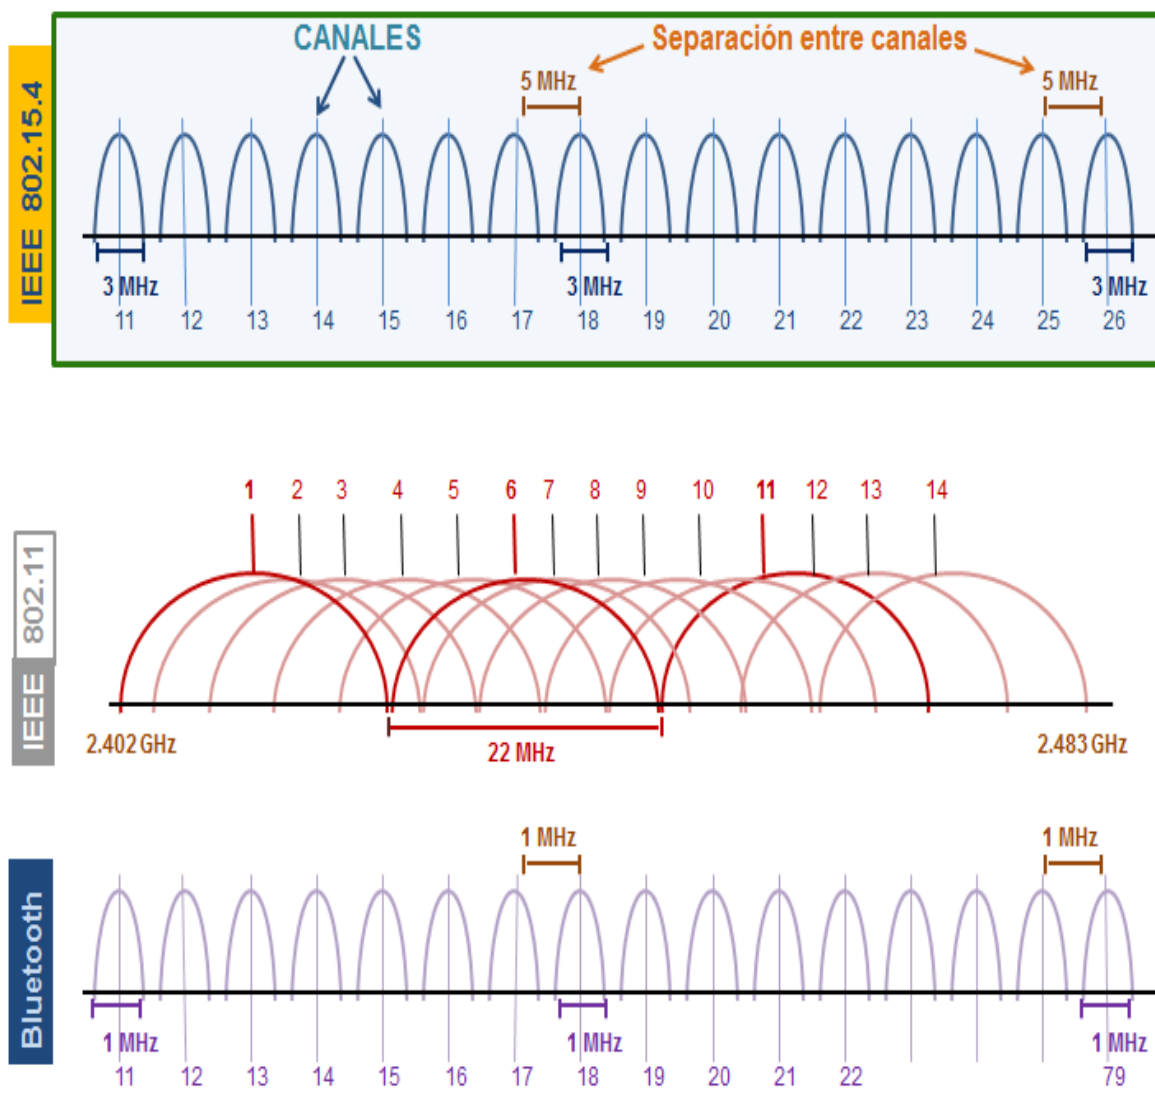 IEEE 802.15.4
CANALES
Separación entre canales
5 MHz
5 MHz
3 MHz
3 MHz
3 MHz
11 12 13 14 15 16 17 18 19 20 21 22 23 24 25 26
IEEE 802.11
1 2 3 4 5 6 7 8 9 10 11 12 13 14
2.402 GHz
22 MHz
2.483 GHz
Bluetooth
1 MHz
1 MHz
1 MHz
1 MHz
1 MHz
11 12 13 14 15 16 17 18 19 20 21 22 79